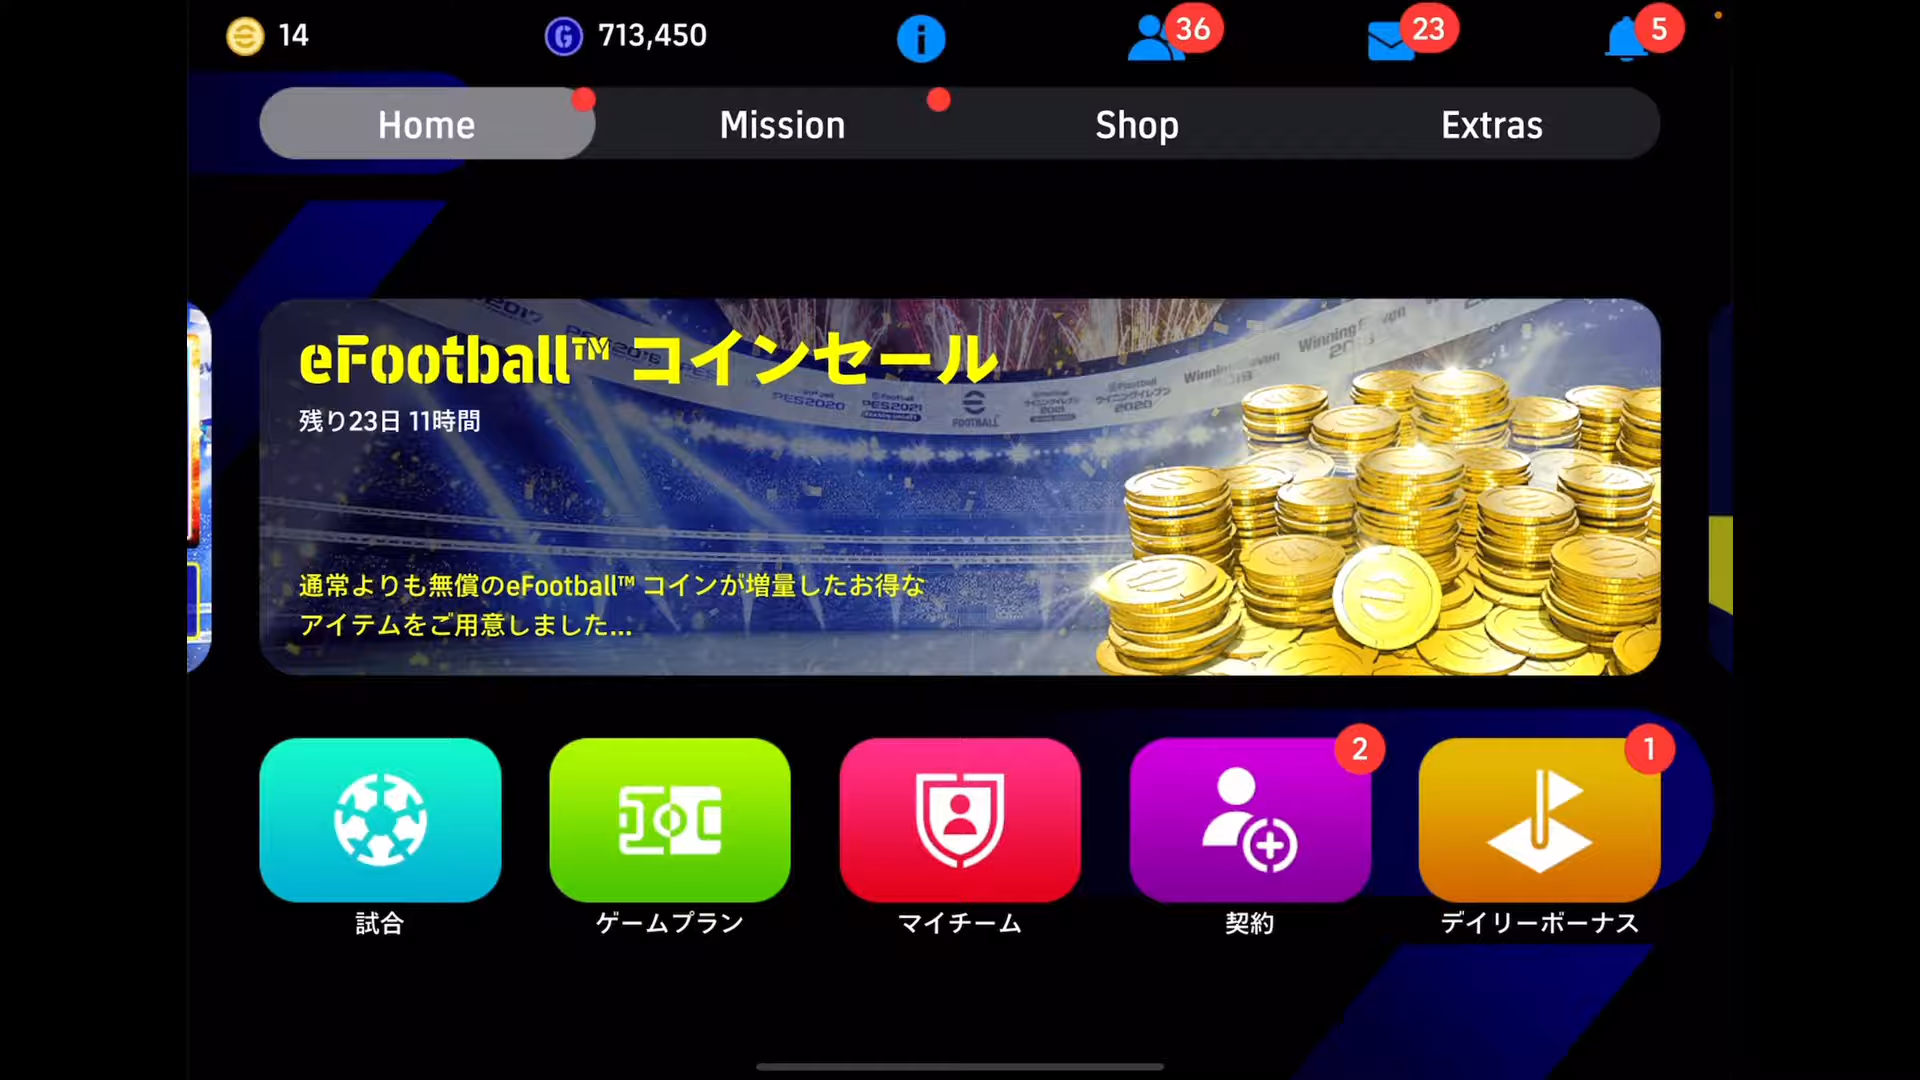 14
713,450
36
23
5
Home
Mission
Shop
Extras
eFootball™ コインセール
残り23日 11時間
PES2020
PES2021
FOOTBALL
通常よりも無償のeFootball™ コインが増量したお得な
アイテムをご用意しました...
2
1
試合
ゲームプラン
マイチーム
契約
デイリーボーナス